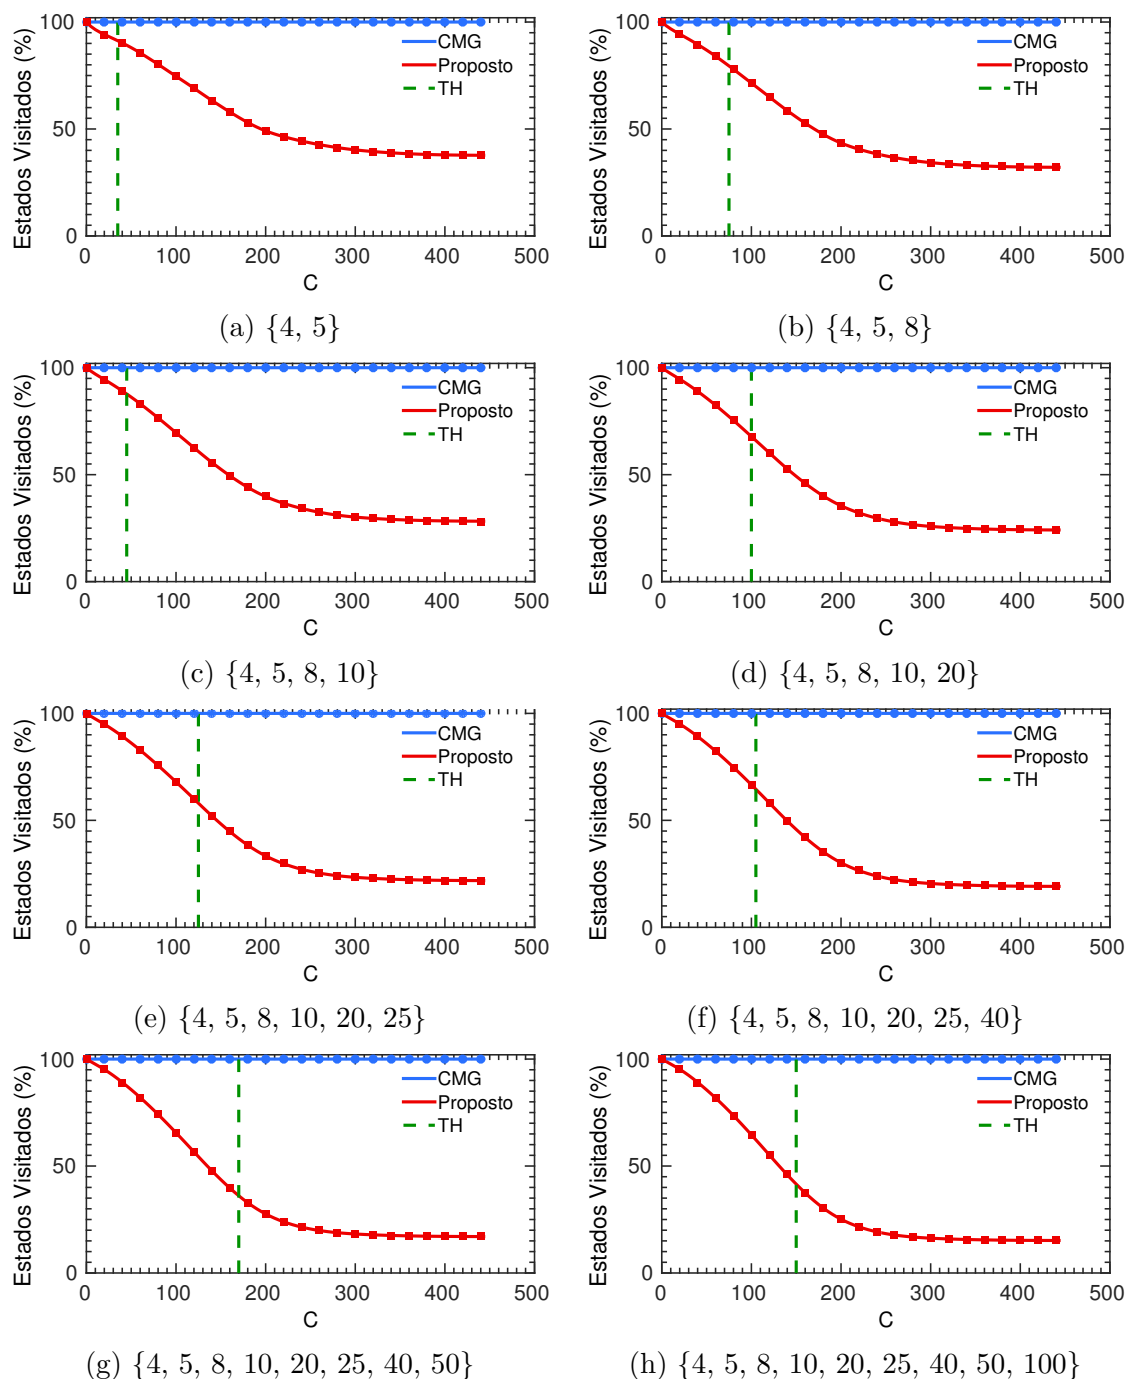 Estados Visitados (%)
100
50
0
CMG
Proposto
TH
0 100 200 300 400 500
C
(a) {4, 5}
Estados Visitados (%)
100
50
0
CMG
Proposto
TH
0 100 200 300 400 500
C
(b) {4, 5, 8}
Estados Visitados (%)
100
50
0
CMG
Proposto
TH
0 100 200 300 400 500
C
(c) {4, 5, 8, 10}
Estados Visitados (%)
100
50
0
CMG
Proposto
TH
0 100 200 300 400 500
C
(d) {4, 5, 8, 10, 20}
Estados Visitados (%)
100
50
0
CMG
Proposto
TH
0 100 200 300 400 500
C
(e) {4, 5, 8, 10, 20, 25}
Estados Visitados (%)
100
50
0
CMG
Proposto
TH
0 100 200 300 400 500
C
(f) {4, 5, 8, 10, 20, 25, 40}
Estados Visitados (%)
100
50
0
CMG
Proposto
TH
0 100 200 300 400 500
C
(g) {4, 5, 8, 10, 20, 25, 40, 50}
Estados Visitados (%)
100
50
0
CMG
Proposto
TH
0 100 200 300 400 500
C
(h) {4, 5, 8, 10, 20, 25, 40, 50, 100}